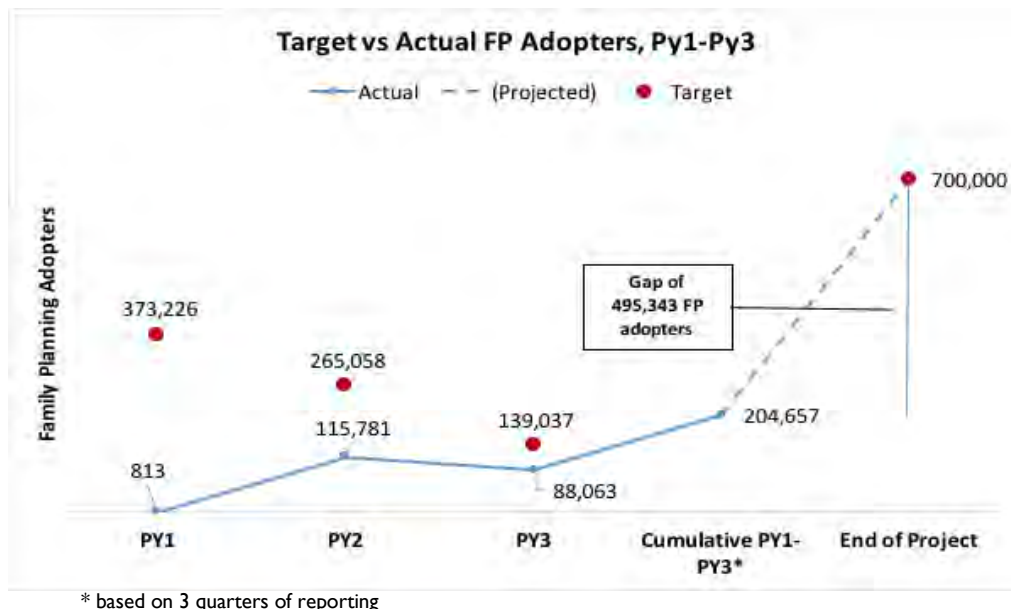 Target vs Actual FP Adopters, Py1-Py3
Actual (Projected) Target
Family Planning Adopters
373,226
265,058
139,037
813
115,781
88,063
204,657
700,000
Gap of
495,343 FP
adopters
PY1 PY2 PY3 Cumulative PY1- End of Project
PY3*
* based on 3 quarters of reporting